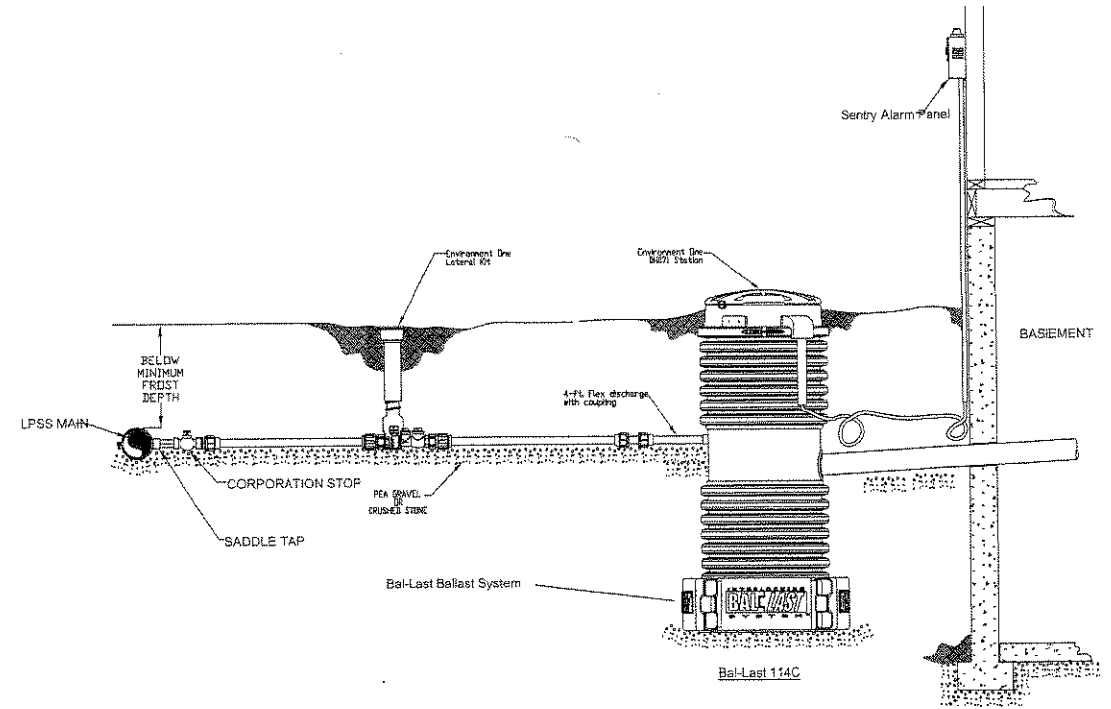 Sentry Alarm Panel
Environment One
Lateral Kit
Environment One
DH071 Station
BASEMENT
BELOW
MINIMUM
FROST
DEPTH
4-ft. Flex discharge
with coupling
LPSS MAIN
CORPORATION STOP
PEA GRAVEL
OR
CRUSHED STONE
SADDLE TAP
Bal-Last Ballast System
INTERLOCKING
BAL-LAST
SYSTEM
Bal-Last 114C